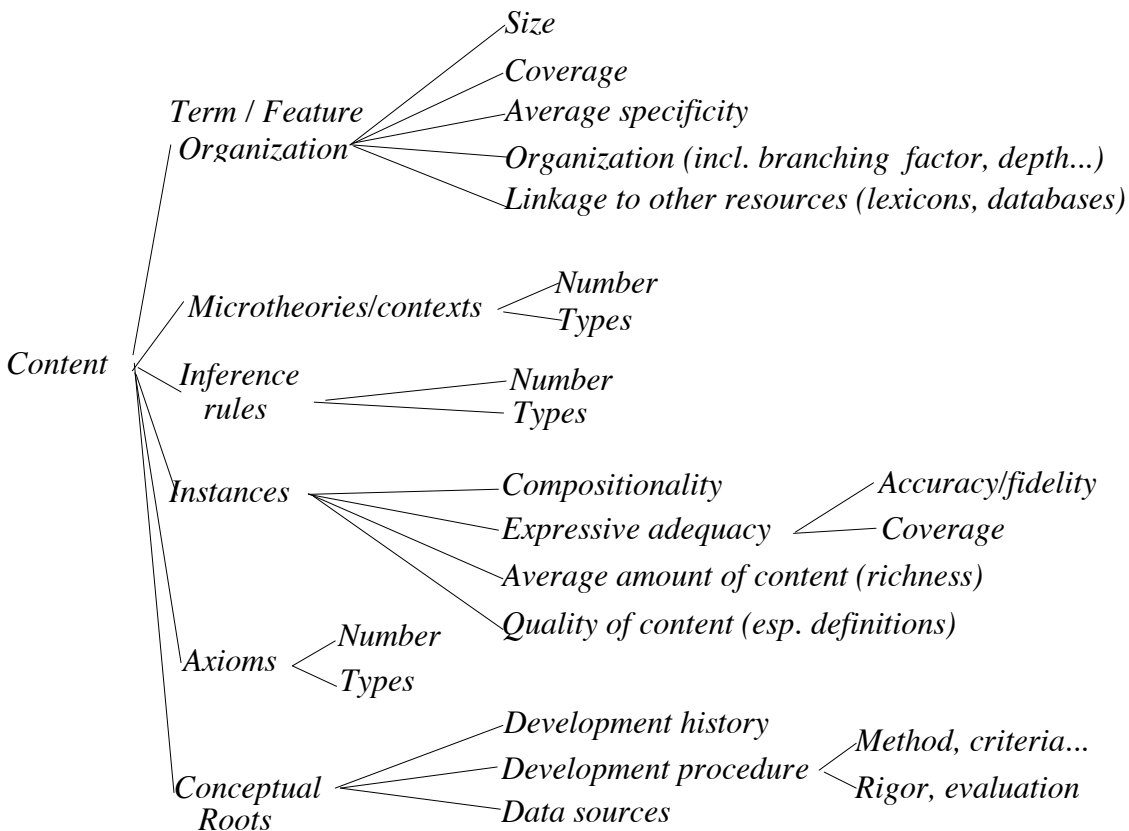 Size
Coverage
Term / Feature
Organization
Average specificity
Organization (incl. branching factor, depth...)
Linkage to other resources (lexicons, databases)
Microtheories/contexts
Number
Types
Content
Inference
rules
Number
Types
Instances
Compositionality
Expressive adequacy
Accuracy/fidelity
Coverage
Average amount of content (richness)
Quality of content (esp. definitions)
Axioms
Number
Types
Conceptual
Roots
Development history
Development procedure
Method, criteria...
Rigor, evaluation
Data sources